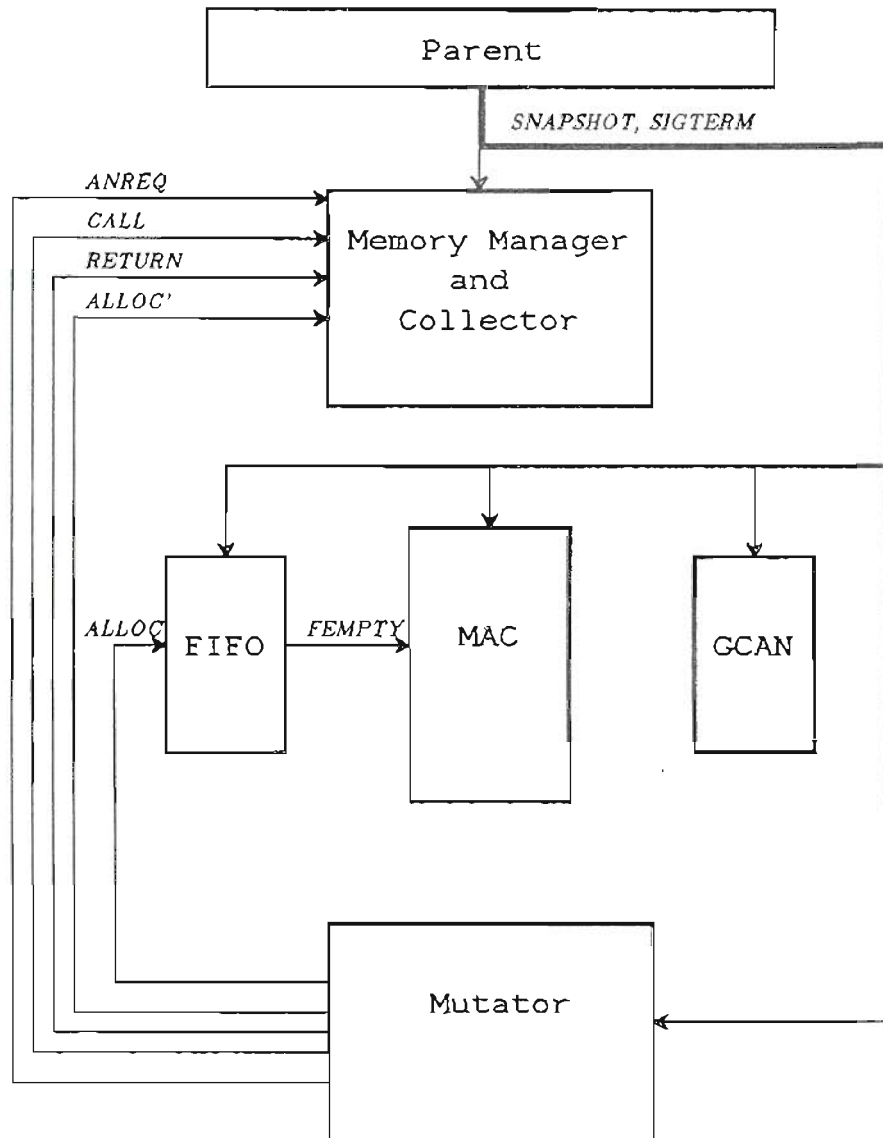 Parent
SNAPSHOT, SIGTERM
ANREQ
CALL
RETURN
ALLOC'
Memory Manager
and
Collector
ALLOC
FIFO
FEMPTY
MAC
GCAN
Mutator